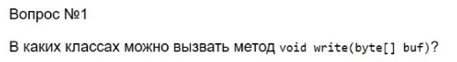 Вопрос №1
В каких классах можно вызвать метод void write(byte[] buf)?